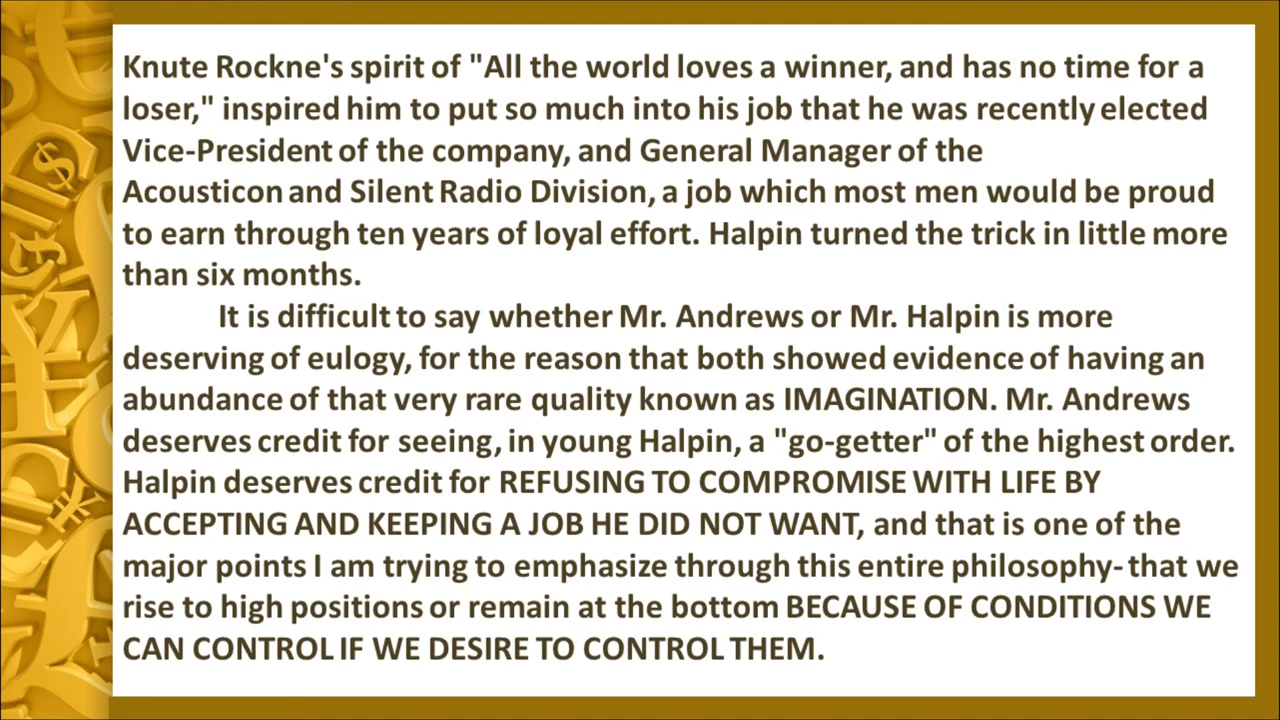 Knute Rockne's spirit of "All the world loves a winner, and has no time for a
loser," inspired him to put so much into his job that he was recently elected
Vice-President of the company, and General Manager of the
Acousticon and Silent Radio Division, a job which most men would be proud
to earn through ten years of loyal effort. Halpin turned the trick in little more
than six months.
It is difficult to say whether Mr. Andrews or Mr. Halpin is more
deserving of eulogy, for the reason that both showed evidence of having an
abundance of that very rare quality known as IMAGINATION. Mr. Andrews
deserves credit for seeing, in young Halpin, a "go-getter" of the highest order.
Halpin deserves credit for REFUSING TO COMPROMISE WITH LIFE BY
ACCEPTING AND KEEPING A JOB HE DID NOT WANT, and that is one of the
major points I am trying to emphasize through this entire philosophy- that we
rise to high positions or remain at the bottom BECAUSE OF CONDITIONS WE
CAN CONTROL IF WE DESIRE TO CONTROL THEM.